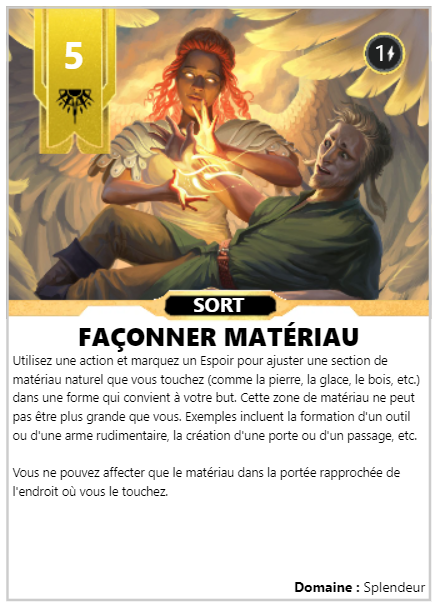 5
1
SORT
FAÇONNER MATÉRIAU
Utilisez une action et marquez un Espoir pour ajuster une section de
matériau naturel que vous touchez (comme la pierre, la glace, le bois, etc.)
dans une forme qui convient à votre but. Cette zone de matériau ne peut
pas être plus grande que vous. Exemples incluent la formation d'un outil
ou d'une arme rudimentaire, la création d'une porte ou d'un passage, etc.
Vous ne pouvez affecter que le matériau dans la portée rapprochée de
l'endroit où vous le touchez.
Domaine : Splendeur